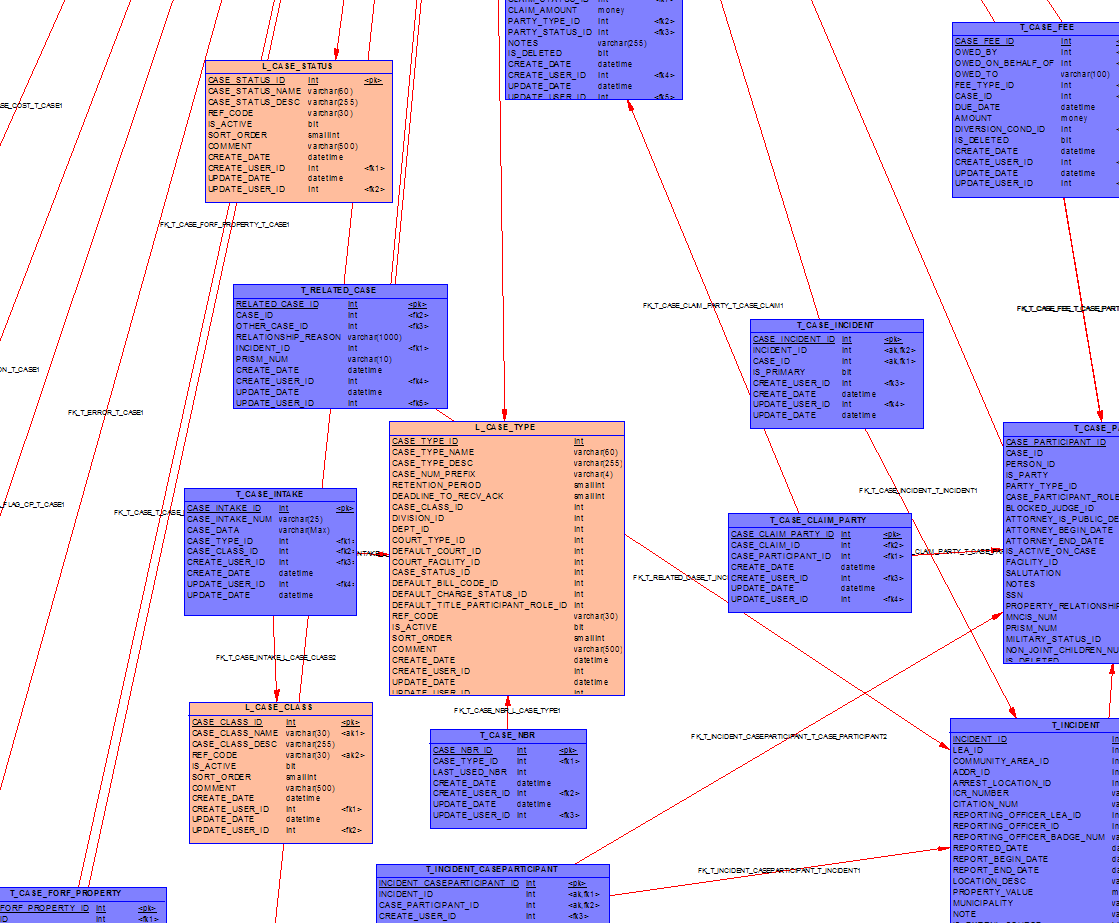 CLAIM_AMOUNT money
PARTY_TYPE_ID int <fk2>
PARTY_STATUS_ID int <fk3>
NOTES varchar(255)
IS_DELETED bit
CREATE_DATE datetime
CREATE_USER_ID int <fk4>
UPDATE_DATE datetime
UPDATE_USER_ID int <fk5>
T_CASE_FEE
CASE_FEE_ID int
OWED_BY int
OWED_ON_BEHALF_OF int
OWED_TO varchar(100)
FEE_TYPE_ID int
CASE_ID int
DUE_DATE datetime
AMOUNT money
DIVERSION_COND_ID int
IS_DELETED bit
CREATE_DATE datetime
CREATE_USER_ID int
UPDATE_DATE datetime
UPDATE_USER_ID int
L_CASE_STATUS
CASE_STATUS_ID int <pk>
CASE_STATUS_NAME varchar(60)
CASE_STATUS_DESC varchar(255)
REF_CODE varchar(30)
IS_ACTIVE bit
SORT_ORDER smallint
COMMENT varchar(500)
CREATE_DATE datetime
CREATE_USER_ID int <fk1>
UPDATE_DATE datetime
UPDATE_USER_ID int <fk2>
SE_COST_T_CASE1
FK_T_CASE_FORF_PROPERTY_T_CASE1
T_RELATED_CASE
RELATED_CASE_ID int <pk>
CASE_ID int <fk2>
OTHER_CASE_ID int <fk3>
RELATIONSHIP_REASON varchar(1000)
INCIDENT_ID int <fk1>
PRISM_NUM varchar(10)
CREATE_DATE datetime
CREATE_USER_ID int <fk4>
UPDATE_DATE datetime
UPDATE_USER_ID int <fk5>
FK_T_CASE_CLAIM_PARTY_T_CASE_CLAIM1
FK_T_CASE_FEE_T_CASE_PART
T_CASE_INCIDENT
CASE_INCIDENT_ID int <pk>
INCIDENT_ID int <ak,fk2>
CASE_ID int <ak,fk1>
IS_PRIMARY bit
CREATE_USER_ID int <fk3>
CREATE_DATE datetime
UPDATE_USER_ID int <fk4>
UPDATE_DATE datetime
ON_T_CASE1
FK_T_ERROR_T_CASE1
L_CASE_TYPE
CASE_TYPE_ID int
CASE_TYPE_NAME varchar(60)
CASE_TYPE_DESC varchar(255)
CASE_NUM_PREFIX varchar(4)
RETENTION_PERIOD smallint
DEADLINE_TO_RECV_ACK smallint
CASE_CLASS_ID int
DIVISION_ID int
DEPT_ID int
COURT_TYPE_ID int
DEFAULT_COURT_ID int
COURT_FACILITY_ID int
CASE_STATUS_ID int
DEFAULT_BILL_CODE_ID int
DEFAULT_CHARGE_STATUS_ID int
DEFAULT_TITLE_PARTICIPANT_ROLE_ID int
REF_CODE varchar(30)
IS_ACTIVE bit
SORT_ORDER smallint
COMMENT varchar(500)
CREATE_DATE datetime
CREATE_USER_ID int
UPDATE_DATE datetime
UPDATE_USER_ID int
T_CASE_PA
CASE_PARTICIPANT_ID
CASE_ID
PERSON_ID
IS_PARTY
PARTY_TYPE_ID
CASE_PARTICIPANT_ROLE
BLOCKED_JUDGE_ID
ATTORNEY_IS_PUBLIC_DE
ATTORNEY_BEGIN_DATE
ATTORNEY_END_DATE
IS_ACTIVE_ON_CASE
FACILITY_ID
SALUTATION
NOTES
SSN
PROPERTY_RELATIONSHIP
MNCIS_NUM
PRISM_NUM
MILITARY_STATUS_ID
NON_JOINT_CHILDREN_NU
IS_DELETED
FK_T_CASE_INCIDENT_T_INCIDENT1
_FLAG_CP_T_CASE1
FK_T_CASE_T_CASE_
T_CASE_INTAKE
CASE_INTAKE_ID int <pk>
CASE_INTAKE_NUM varchar(25)
CASE_DATA varchar(Max)
CASE_TYPE_ID int <fk1>
CASE_CLASS_ID int <fk2>
CREATE_USER_ID int <fk3>
CREATE_DATE datetime
UPDATE_USER_ID int <fk4>
UPDATE_DATE datetime
T_CASE_CLAIM_PARTY
CASE_CLAIM_PARTY_ID int <pk>
CASE_CLAIM_ID int <fk2>
CASE_PARTICIPANT_ID int <fk1>
CREATE_DATE datetime
CREATE_USER_ID int <fk3>
UPDATE_DATE datetime
UPDATE_USER_ID int <fk4>
FK_T_RELATED_CASE_T_INCI
FK_T_CASE_INTAKE_L_CASE_CLASS2
L_CASE_CLASS
CASE_CLASS_ID int <pk>
CASE_CLASS_NAME varchar(30) <ak1>
CASE_CLASS_DESC varchar(255)
REF_CODE varchar(30) <ak2>
IS_ACTIVE bit
SORT_ORDER smallint
COMMENT varchar(500)
CREATE_DATE datetime
CREATE_USER_ID int <fk1>
UPDATE_DATE datetime
UPDATE_USER_ID int <fk2>
FK_T_CASE_NBR_L_CASE_TYPE1
T_CASE_NBR
CASE_NBR_ID int <pk>
CASE_TYPE_ID int <fk1>
LAST_USED_NBR int
CREATE_DATE datetime
CREATE_USER_ID int <fk2>
UPDATE_DATE datetime
UPDATE_USER_ID int <fk3>
FK_T_INCIDENT_CASEPARTICIPANT_T_CASE_PARTICIPANT2
T_INCIDENT
INCIDENT_ID
LEA_ID
COMMUNITY_AREA_ID
ADDR_ID
ARREST_LOCATION_ID
ICR_NUMBER
CITATION_NUM
REPORTING_OFFICER_LEA_ID
REPORTING_OFFICER_ID
REPORTING_OFFICER_BADGE_NUM
REPORTED_DATE
REPORT_BEGIN_DATE
REPORT_END_DATE
LOCATION_DESC
PROPERTY_VALUE
MUNICIPALITY
NOTE
FK_T_INCIDENT_CASEPARTICIPANT_T_INCIDENT1
T_INCIDENT_CASEPARTICIPANT
INCIDENT_CASEPARTICIPANT_ID int <pk>
INCIDENT_ID int <ak,fk1>
CASE_PARTICIPANT_ID int <ak,fk2>
CREATE_USER_ID int <fk3>
T_CASE_FORF_PROPERTY
FORF_PROPERTY_ID int <pk>
ID int <fk1>